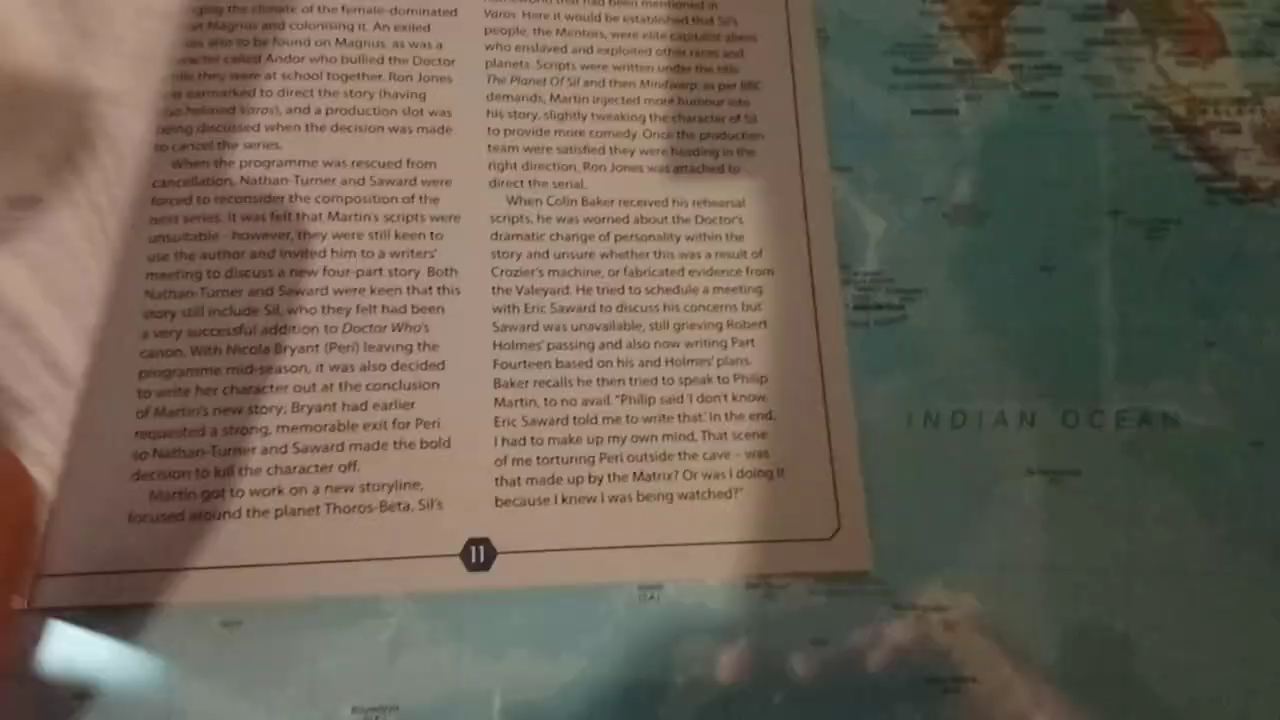 the climate of the female-dominated
Magnus and colonising it. An exiled
was to be found on Magnus, as was a
character called Andor who bullied the Doctor
while they were at school together. Ron Jones
earmarked to direct the story (having
helmed Varos), and a production slot was
being discussed when the decision was made
to cancel the series.
When the programme was rescued from
cancellation, Nathan-Turner and Saward were
forced to reconsider the composition of the
next series. It was felt that Martin's scripts were
unsuitable - however, they were still keen to
use the author and invited him to a writers'
meeting to discuss a new four-part story. Both
Nathan-Turner and Saward were keen that this
story still include Sil, who they felt had been
a very successful addition to Doctor Who's
canon. With Nicola Bryant (Peri) leaving the
programme mid-season, it was also decided
to write her character out at the conclusion
of Martin's new story; Bryant had earlier
requested a strong, memorable exit for Peri
so Nathan-Turner and Saward made the bold
decision to kill the character off.
Martin got to work on a new storyline,
focused around the planet Thoros-Beta, Sil's
that had been mentioned in
Varos. Here it would be established that Sil's
people, the Mentors, were elite capitalist aliens
who enslaved and exploited other races and
planets. Scripts were written under the title
The Planet Of Sil and then Mindwarp, as per BBC
demands, Martin injected more humour into
his story, slightly tweaking the character of Sil
to provide more comedy. Once the production
team were satisfied they were heading in the
right direction, Ron Jones was attached to
direct the serial.
When Colin Baker received his rehearsal
scripts, he was worried about the Doctor's
dramatic change of personality within the
story and unsure whether this was a result of
Crozier's machine, or fabricated evidence from
the Valeyard. He tried to schedule a meeting
with Eric Saward to discuss his concerns but
Saward was unavailable, still grieving Robert
Holmes' passing and also now writing Part
Fourteen based on his and Holmes' plans.
Baker recalls he then tried to speak to Philip
Martin, to no avail. "Philip said 'I don't know,
Eric Saward told me to write that.' In the end,
I had to make up my own mind. That scene
of me torturing Peri outside the cave - was
that made up by the Matrix? Or was I doing it
because I knew I was being watched?"
11
INDIAN OCEAN